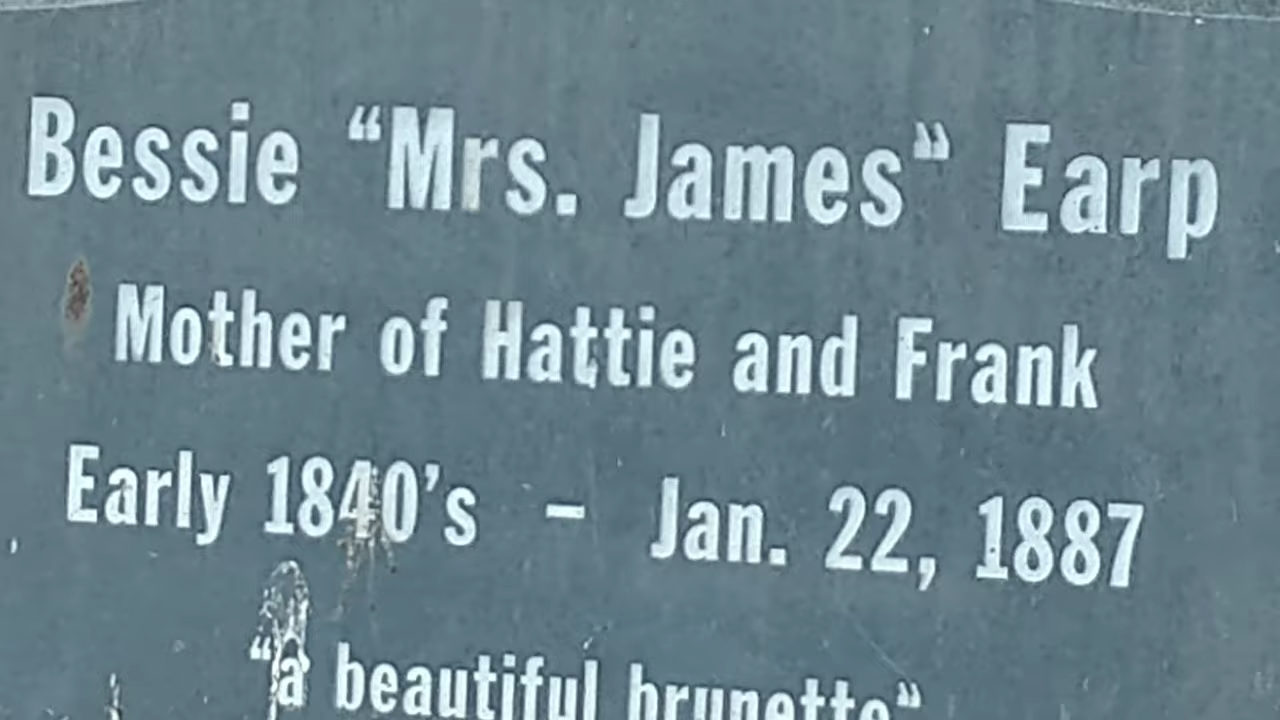 Bessie “Mrs. James“ Earp
Mother of Hattie and Frank
Early 1840’s – Jan. 22, 1887
“a beautiful brunette”